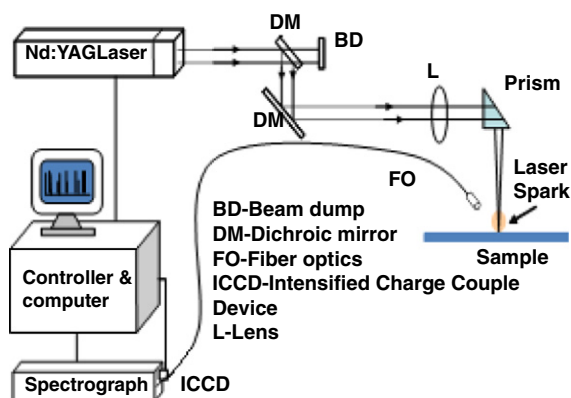 DM
BD
Nd:YAGLaser
L
Prism
DM
FO
Laser
Spark
BD-Beam dump
DM-Dichroic mirror
FO-Fiber optics
ICCD-Intensified Charge Couple
Device
L-Lens
Sample
Controller &
computer
Spectrograph
ICCD